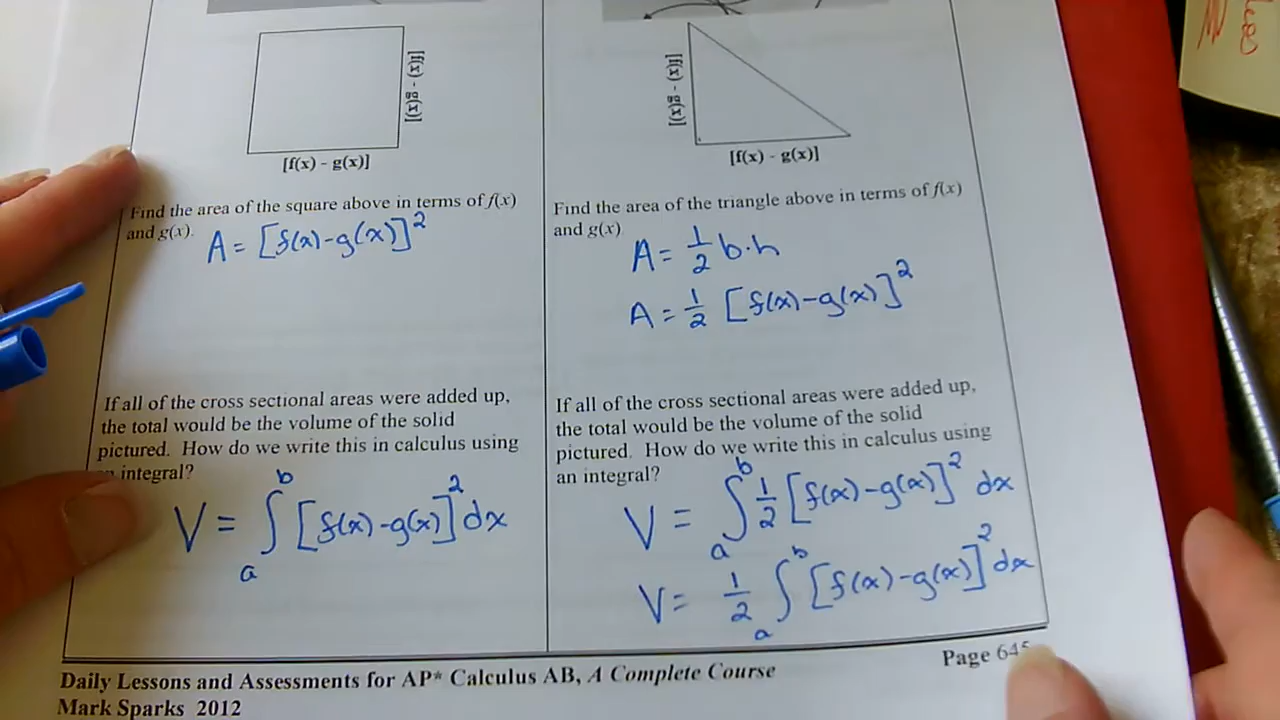 [f(x) - g(x)]
[f(x) - g(x)]
Find the area of the square above in terms of f(x)
and g(x).
A = [f(x)-g(x)]²
If all of the cross sectional areas were added up,
the total would be the volume of the solid
pictured. How do we write this in calculus using
integral?
V = ∫ₐᵇ [f(x)-g(x)]² dx
[f(x) - g(x)]
[f(x) - g(x)]
Find the area of the triangle above in terms of f(x)
and g(x)
A = 1/2 b·h
A = 1/2 [f(x)-g(x)]²
If all of the cross sectional areas were added up,
the total would be the volume of the solid
pictured. How do we write this in calculus using
an integral?
V = ∫ₐᵇ 1/2 [f(x)-g(x)]² dx
V = 1/2 ∫ₐᵇ [f(x)-g(x)]² dx
Daily Lessons and Assessments for AP* Calculus AB, A Complete Course
Mark Sparks 2012
Page 645